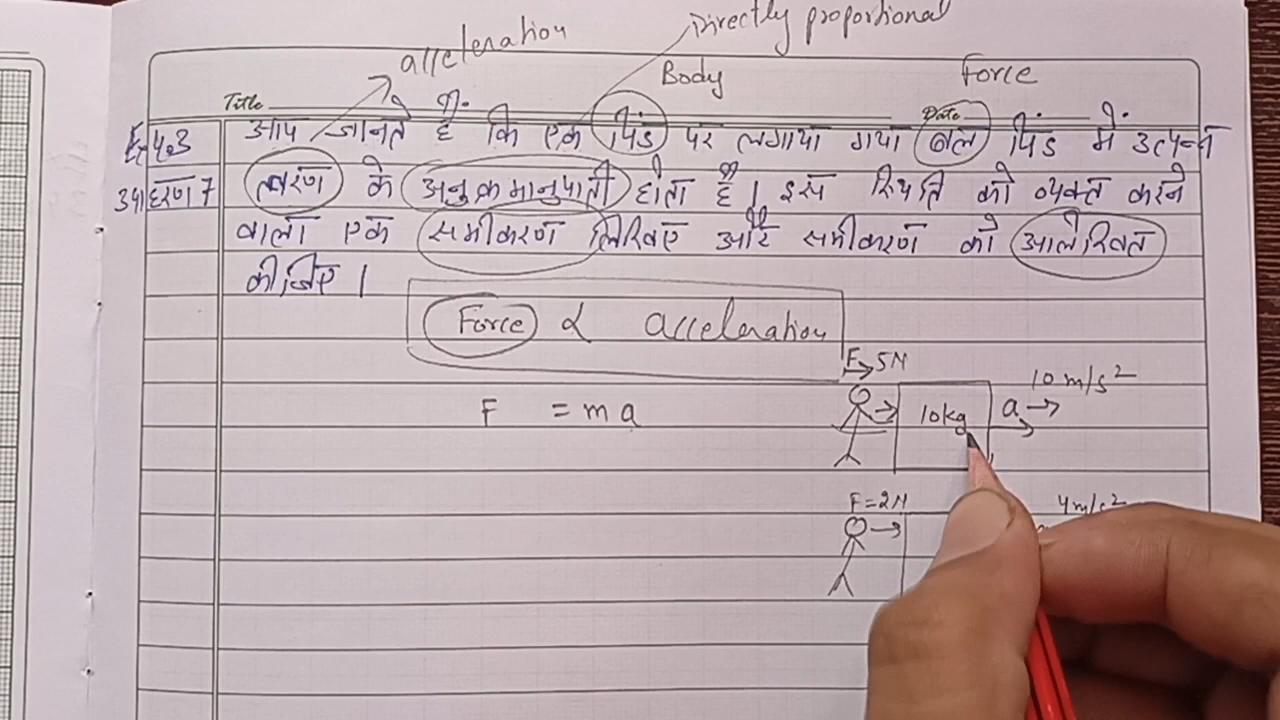 acceleration
Directly proportional
Body
Force
Title
Date
Ex 4.3 आप जानते हैं कि एक पिंड पर लगाया गया बल पिंड में उत्पन्न
उदाहरण 7 त्वरण के अनुक्रमानुपाती होता है। इस स्थिति को व्यक्त करने
वाला एक समीकरण लिखिए और समीकरण को आलेखित
कीजिए।
Force ∝ acceleration
F→ 5N
10 m/s²
F = ma
10kg
a →
F=2N
4m/s²